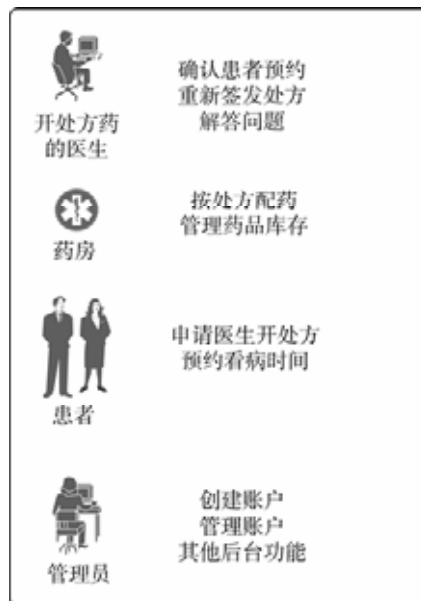 确认患者预约
重新签发处方
解答问题
开处方药
的医生
按处方配药
管理药品库存
药房
申请医生开处方
预约看病时间
患者
创建账户
管理账户
其他后台功能
管理员